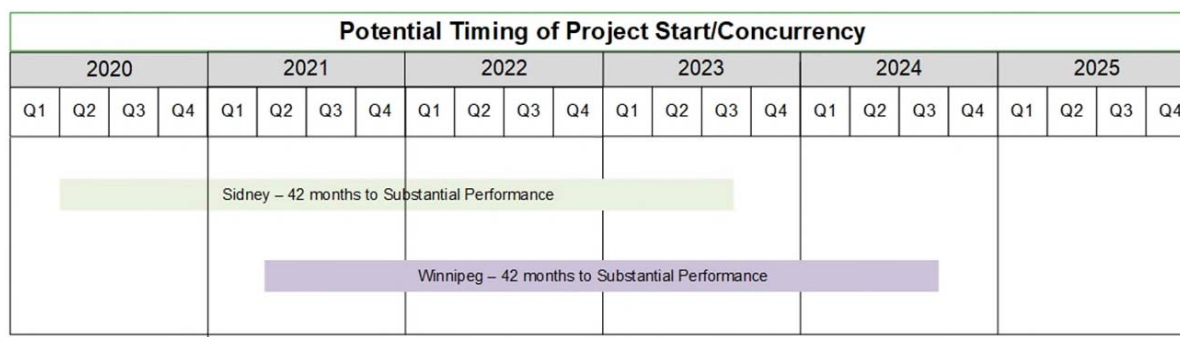 Potential Timing of Project Start/Concurrency
2020 2021 2022 2023 2024 2025
Q1 Q2 Q3 Q4 Q1 Q2 Q3 Q4 Q1 Q2 Q3 Q4 Q1 Q2 Q3 Q4 Q1 Q2 Q3 Q4 Q1 Q2 Q3 Q4
Sidney – 42 months to Substantial Performance
Winnipeg – 42 months to Substantial Performance